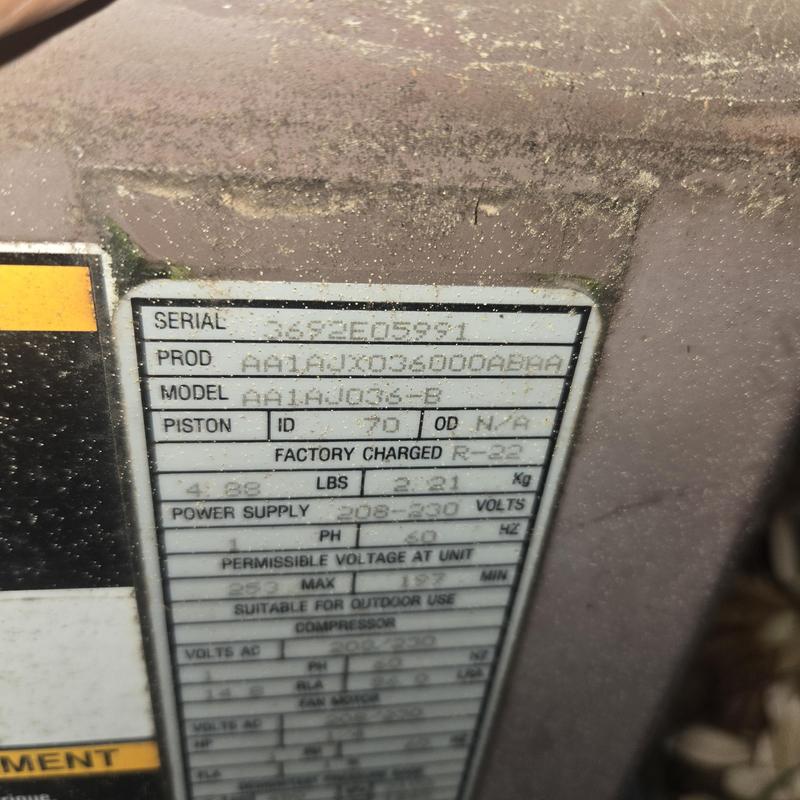 SERIAL 3692E05991
PROD AA1AJX036000ABAA
MODEL AA1AJ036-B
PISTON ID 70 OD N/A
FACTORY CHARGED R-22
4.88 LBS 2.21 Kg
POWER SUPPLY 208-230 VOLTS
1 PH 60 HZ
PERMISSIBLE VOLTAGE AT UNIT
253 MAX 197 MIN
SUITABLE FOR OUTDOOR USE
COMPRESSOR
VOLTS AC 208/230
1 PH 60 HZ
RLA LRA
FAN MOTOR
VOLTS AC 208/230
HP
MENT